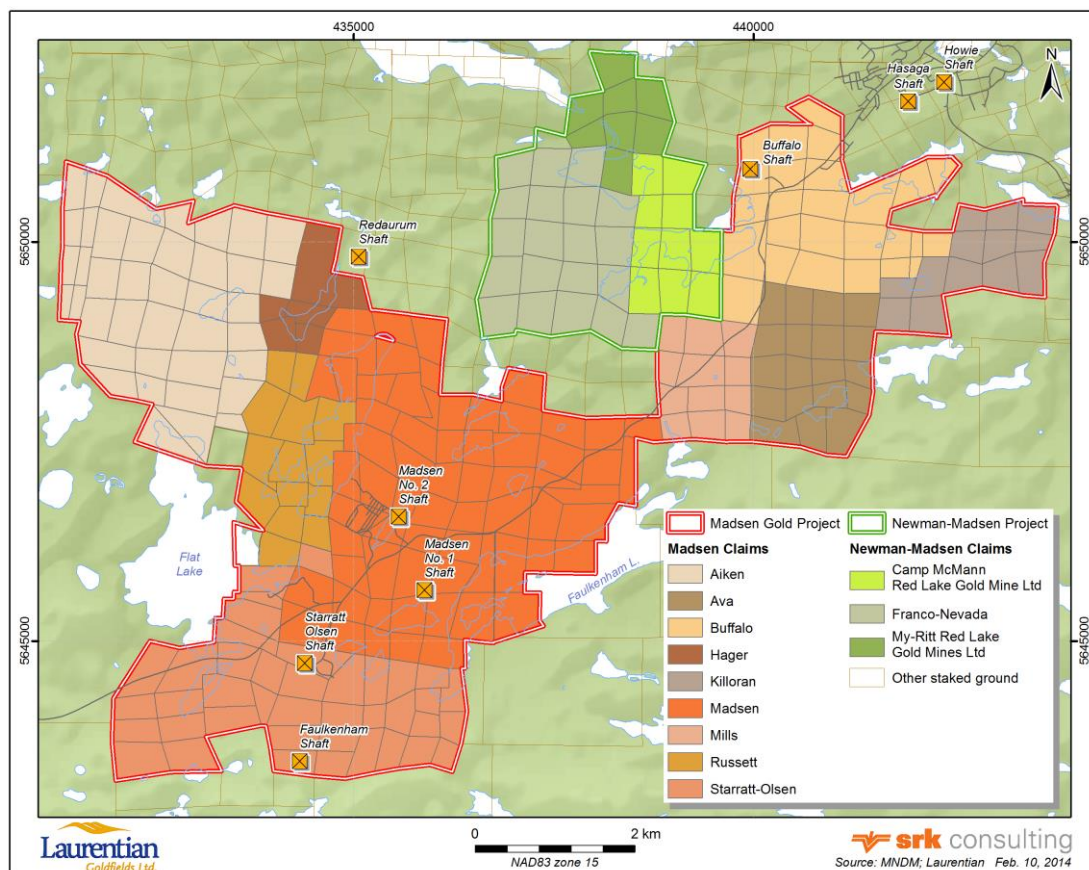 435000
440000
Howie
Shaft
Hasaga
Shaft
N
Buffalo
Shaft
5650000
5650000
Redaurum
Shaft
Madsen
No. 2
Shaft
Madsen
No. 1
Shaft
Flat
Lake
Faulkenham L.
Starratt
Olsen
Shaft
5645000
5645000
Faulkenham
Shaft
Madsen Gold Project
Madsen Claims
Aiken
Ava
Buffalo
Hager
Killoran
Madsen
Mills
Russett
Starratt-Olsen
Newman-Madsen Project
Newman-Madsen Claims
Camp McMann
Red Lake Gold Mine Ltd
Franco-Nevada
My-Ritt Red Lake
Gold Mines Ltd
Other staked ground
Laurentian
Goldfields Ltd.
0 2 km
NAD83 zone 15
srk consulting
Source: MNDM; Laurentian Feb. 10, 2014